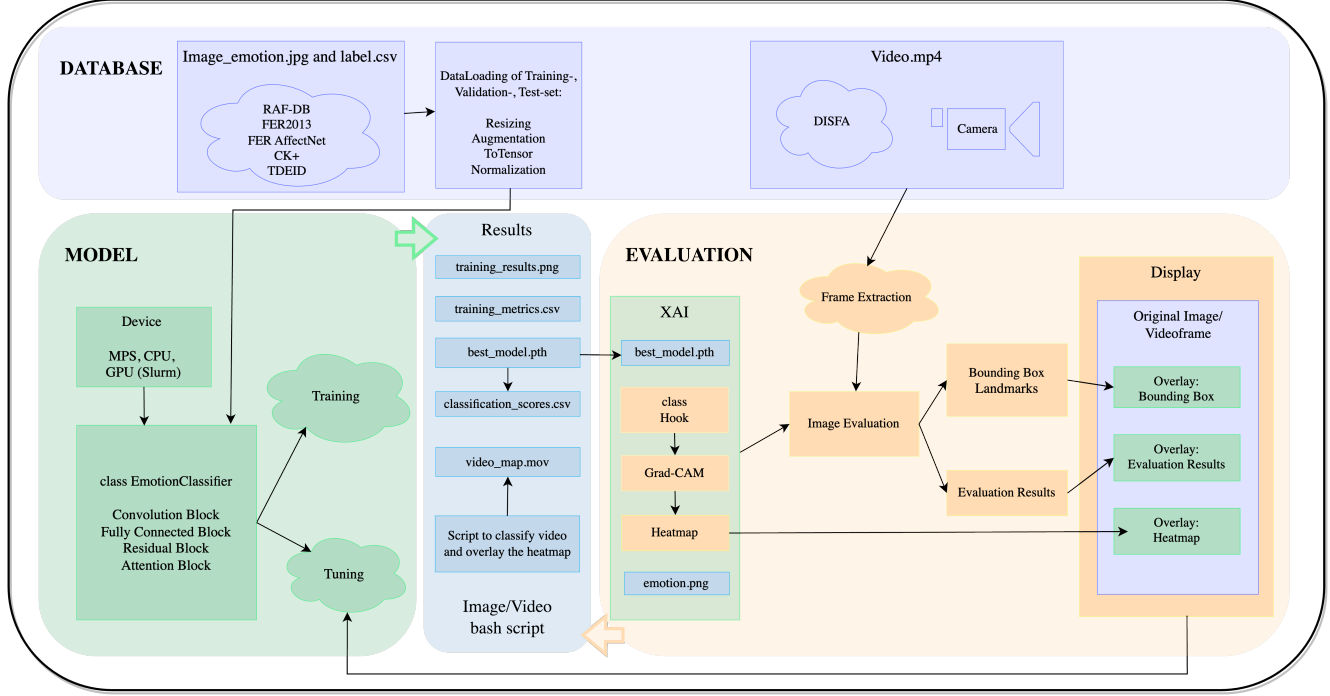 DATABASE
Image_emotion.jpg and label.csv
RAF-DB
FER2013
FER AffectNet
CK+
TDEID
DataLoading of Training-,
Validation-, Test-set:
Resizing
Augmentation
ToTensor
Normalization
Video.mp4
DISFA
Camera
MODEL
Device
MPS, CPU,
GPU (Slurm)
class EmotionClassifier
Convolution Block
Fully Connected Block
Residual Block
Attention Block
Training
Tuning
Results
training_results.png
training_metrics.csv
best_model.pth
classification_scores.csv
video_map.mov
Script to classify video
and overlay the heatmap
Image/Video
bash script
EVALUATION
XAI
best_model.pth
class
Hook
Grad-CAM
Heatmap
emotion.png
Frame Extraction
Image Evaluation
Bounding Box
Landmarks
Evaluation Results
Display
Original Image/
Videoframe
Overlay:
Bounding Box
Overlay:
Evaluation Results
Overlay:
Heatmap